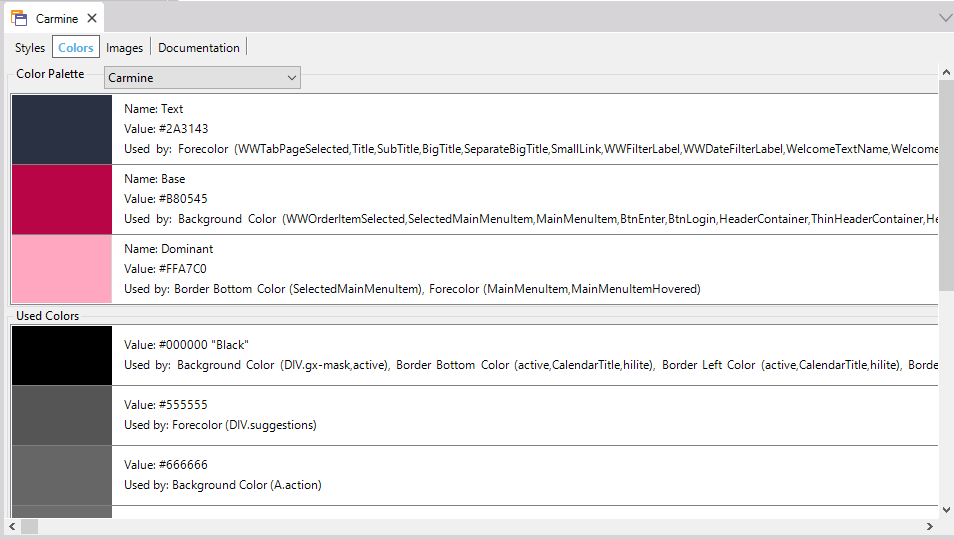 Carmine
Styles Colors Images Documentation
Color Palette Carmine
Name: Text
Value: #2A3143
Used by: Forecolor (WWTabPageSelected,Title,SubTitle,BigTitle,SeparateBigTitle,SmallLink,WWFilterLabel,WWDateFilterLabel,WelcomeTextName,Welcome
Name: Base
Value: #B80545
Used by: Background Color (WWOrderItemSelected,SelectedMainMenuItem,MainMenuItem,BtnEnter,BtnLogin,HeaderContainer,ThinHeaderContainer,He
Name: Dominant
Value: #FFA7C0
Used by: Border Bottom Color (SelectedMainMenuItem), Forecolor (MainMenuItem,MainMenuItemHovered)
Used Colors
Value: #000000 "Black"
Used by: Background Color (DIV.gx-mask,active), Border Bottom Color (active,CalendarTitle,hilite), Border Left Color (active,CalendarTitle,hilite), Borde
Value: #555555
Used by: Forecolor (DIV.suggestions)
Value: #666666
Used by: Background Color (A.action)